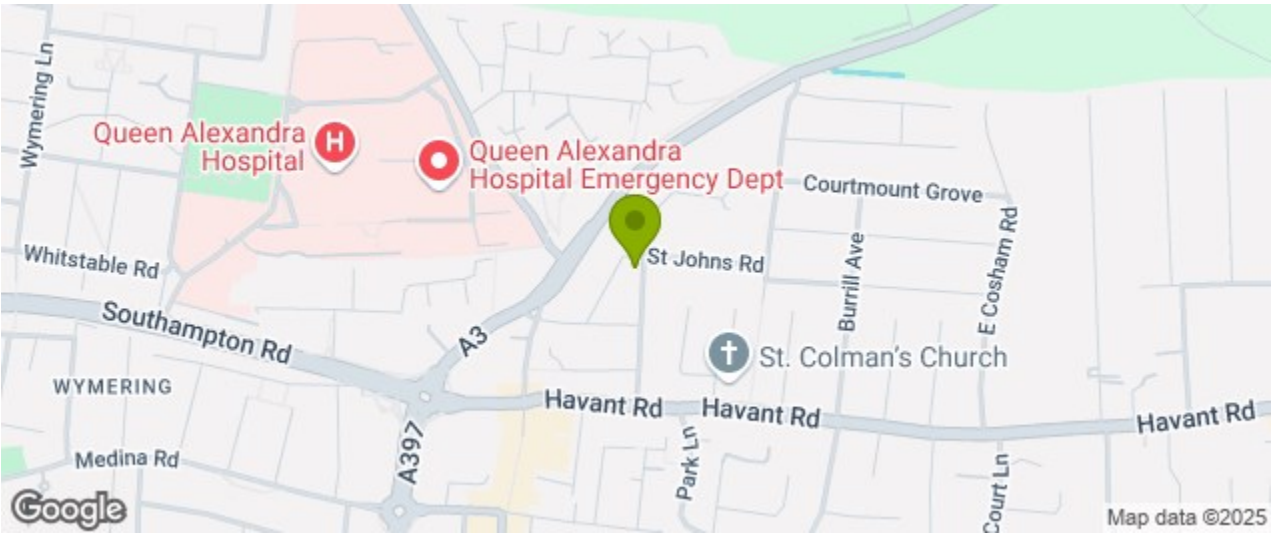 Wymering Ln
Queen Alexandra
Hospital
H
Queen Alexandra
Hospital Emergency Dept
Courtmount Grove
Whitstable Rd
St Johns Rd
Burrill Ave
E Cosham Rd
Southampton Rd
A3
St. Colman's Church
WYMERING
Havant Rd
Havant Rd
Havant Rd
A397
Medina Rd
Park Ln
Court Ln
Google
Map data ©2025